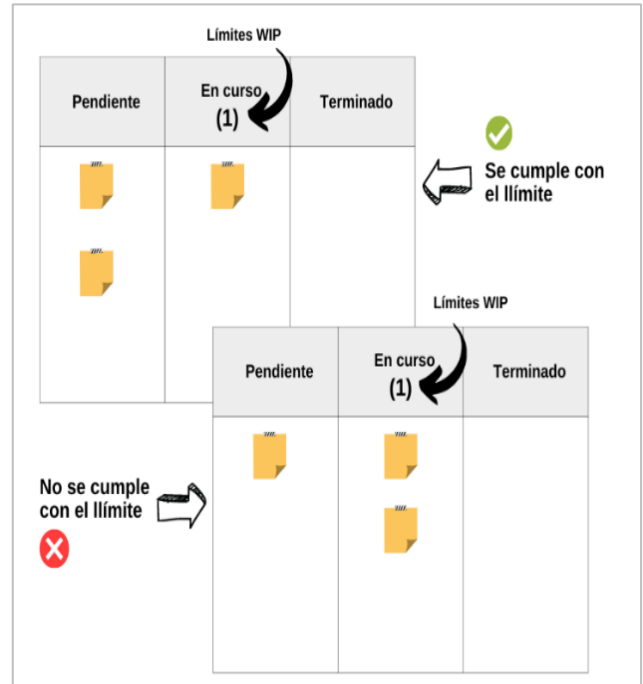 Límites WIP
Pendiente
En curso
(1)
Terminado
Se cumple con
el llímite
Límites WIP
Pendiente
En curso
(1)
Terminado
No se cumple
con el llímite